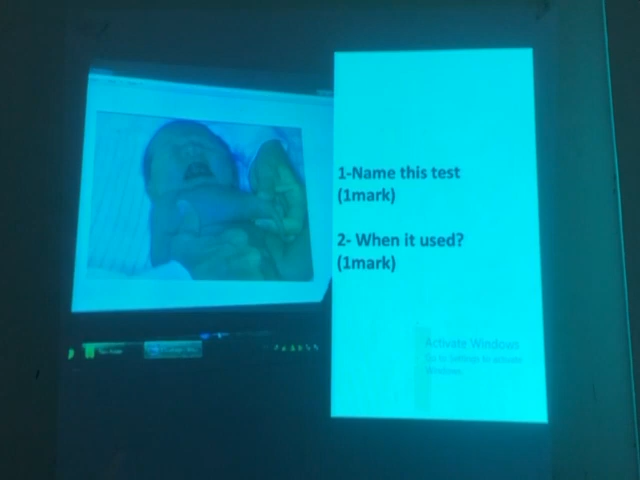 1-Name this test
(1mark)
2- When it used?
(1mark)
Activate Windows
Go to Settings to activate
Windows.